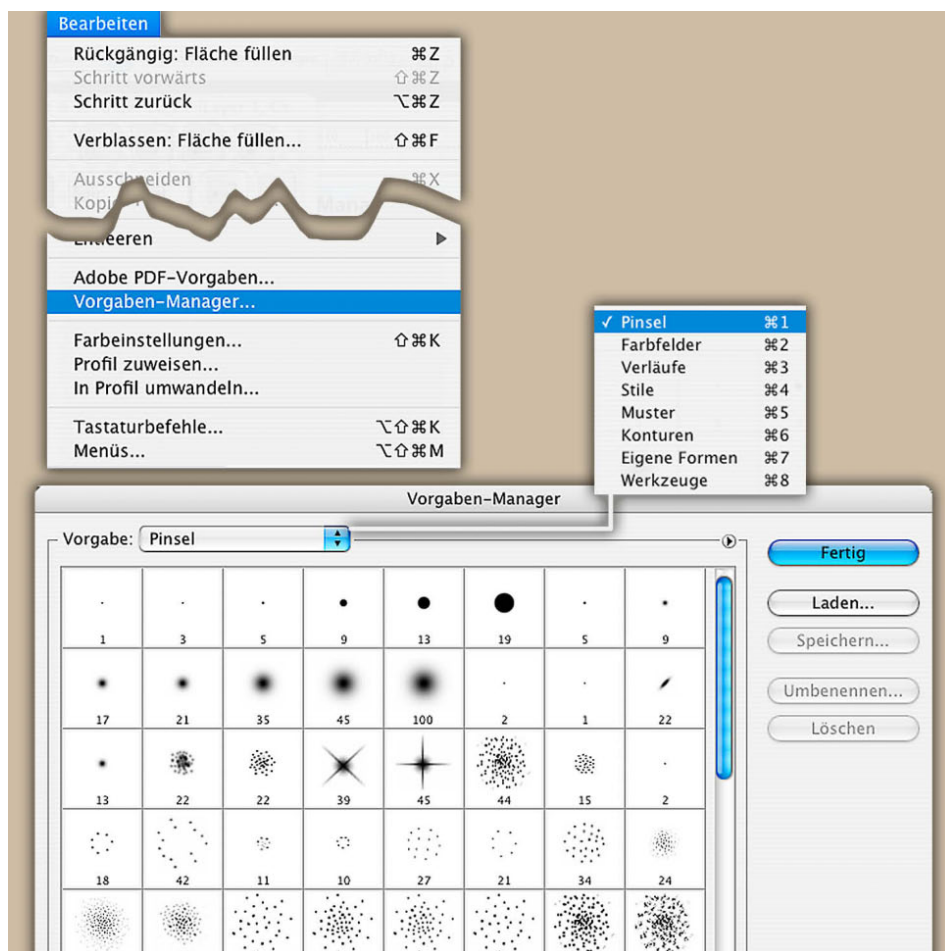 Bearbeiten
Rückgängig: Fläche füllen ⌘Z
Schritt vorwärts ⇧⌘Z
Schritt zurück ⌥⌘Z
Verblassen: Fläche füllen... ⇧⌘F
Ausschneiden ⌘X
Adobe PDF-Vorgaben...
Vorgaben-Manager...
Farbeinstellungen... ⇧⌘K
Profil zuweisen...
In Profil umwandeln...
Tastaturbefehle... ⌥⇧⌘K
Menüs... ⌥⇧⌘M
✓ Pinsel ⌘1
Farbfelder ⌘2
Verläufe ⌘3
Stile ⌘4
Muster ⌘5
Konturen ⌘6
Eigene Formen ⌘7
Werkzeuge ⌘8
Vorgaben-Manager
Vorgabe: Pinsel
Fertig
Laden...
Speichern...
Umbenennen...
Löschen
1 3 5 9 13 19 5 9
17 21 35 45 100 2 1 22
13 22 22 39 45 44 15 2
18 42 11 10 27 21 34 24